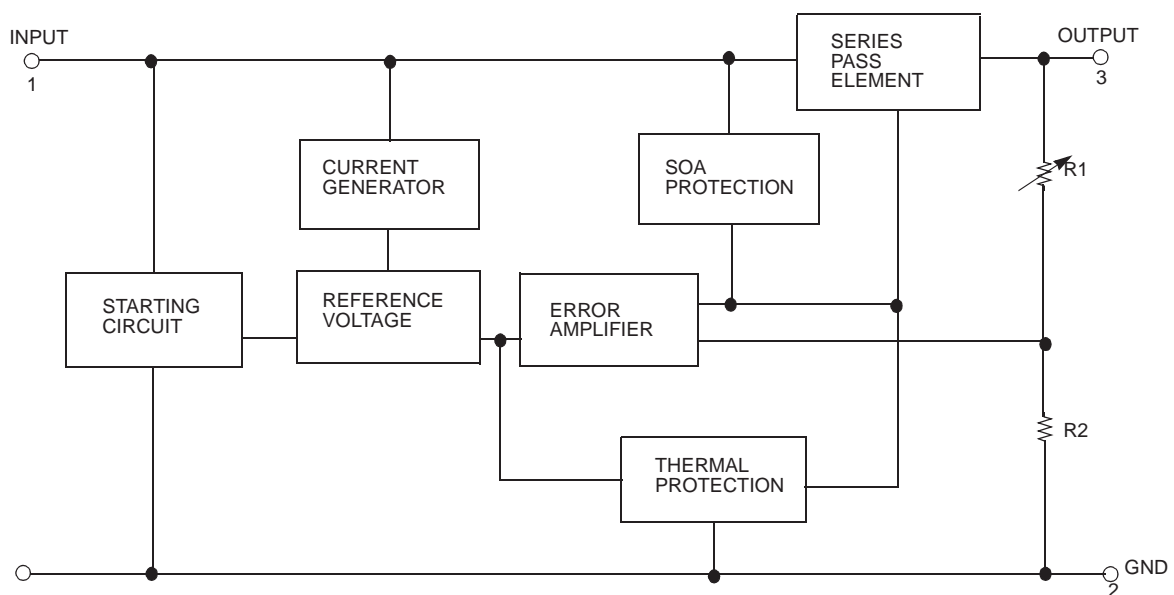 INPUT
1
SERIES
PASS
ELEMENT
OUTPUT
3
CURRENT
GENERATOR
SOA
PROTECTION
R1
STARTING
CIRCUIT
REFERENCE
VOLTAGE
ERROR
AMPLIFIER
R2
THERMAL
PROTECTION
GND
2